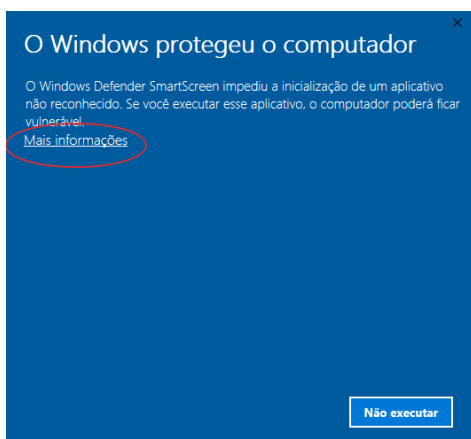 O Windows protegeu o computador
O Windows Defender SmartScreen impediu a inicialização de um aplicativo
não reconhecido. Se você executar esse aplicativo, o computador poderá ficar
vulnerável.
Mais informações
Não executar